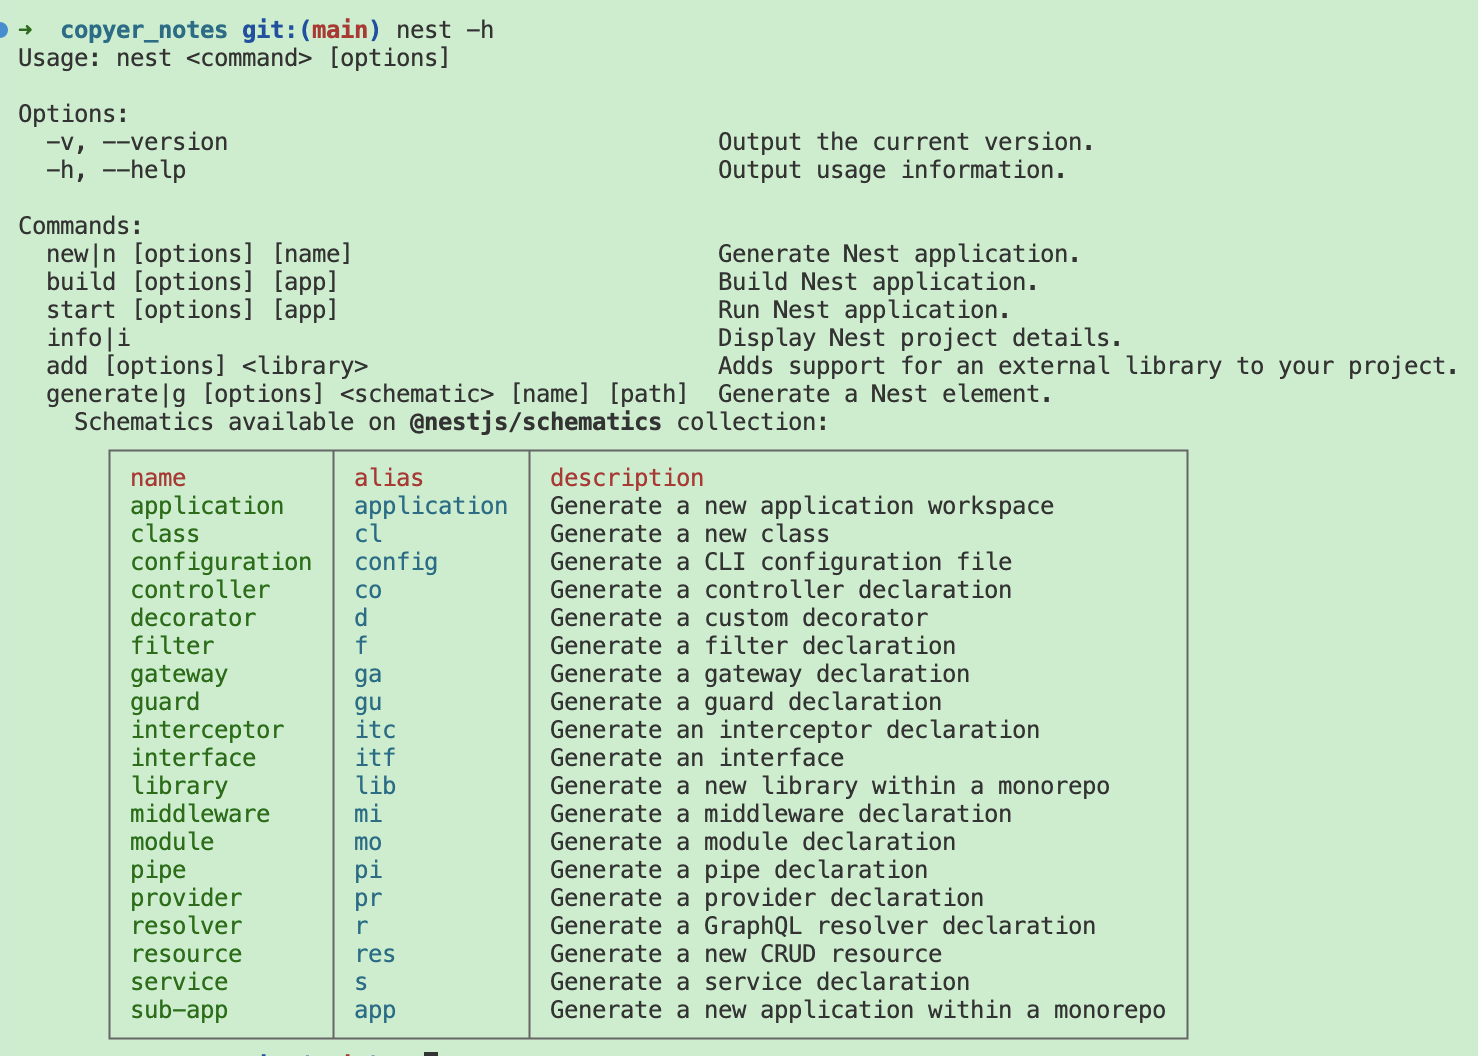 ➜  copyer_notes git:(main) nest -h
Usage: nest <command> [options]

Options:
  -v, --version                                   Output the current version.
  -h, --help                                      Output usage information.

Commands:
  new|n [options] [name]                          Generate Nest application.
  build [options] [app]                           Build Nest application.
  start [options] [app]                           Run Nest application.
  info|i                                          Display Nest project details.
  add [options] <library>                         Adds support for an external library to your project.
  generate|g [options] <schematic> [name] [path]  Generate a Nest element.
    Schematics available on @nestjs/schematics collection:
name alias description
application application Generate a new application workspace
class cl Generate a new class
configuration config Generate a CLI configuration file
controller co Generate a controller declaration
decorator d Generate a custom decorator
filter f Generate a filter declaration
gateway ga Generate a gateway declaration
guard gu Generate a guard declaration
interceptor itc Generate an interceptor declaration
interface itf Generate an interface
library lib Generate a new library within a monorepo
middleware mi Generate a middleware declaration
module mo Generate a module declaration
pipe pi Generate a pipe declaration
provider pr Generate a provider declaration
resolver r Generate a GraphQL resolver declaration
resource res Generate a new CRUD resource
service s Generate a service declaration
sub-app app Generate a new application within a monorepo